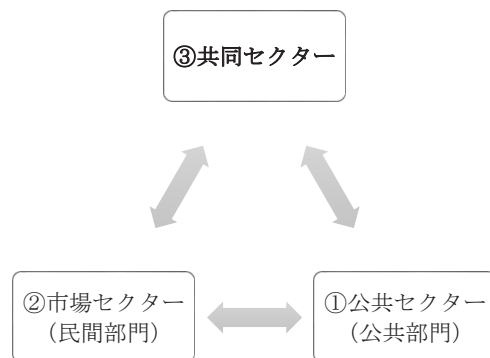 ③共同セクター
②市場セクター
（民間部門）
①公共セクター
（公共部門）